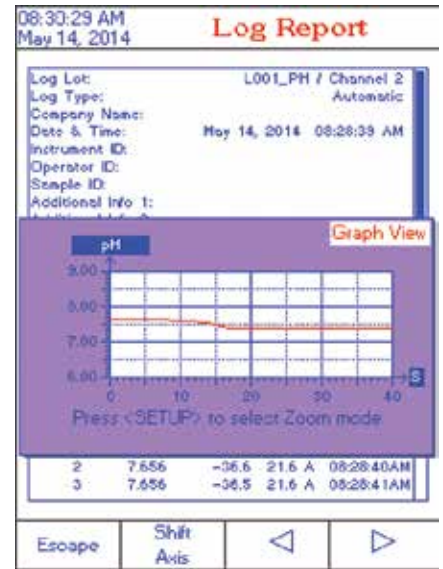 08:30:29 AM
May 14, 2014
Log Report
Log Lot: L001_PH / Channel 2
Log Type: Automatic
Company Name:
Date & Time: May 14, 2014 08:28:39 AM
Instrument ID:
Operator ID:
Sample ID:
Additional Info 1:
Graph View
pH
9.00
8.00
7.00
6.00
0 10 20 30 40 S
Press <SETUP> to select Zoom mode
2 7.656 -36.6 21.6 A 08:28:40AM
3 7.656 -36.5 21.6 A 08:28:41AM
Escape
Shift
Axis